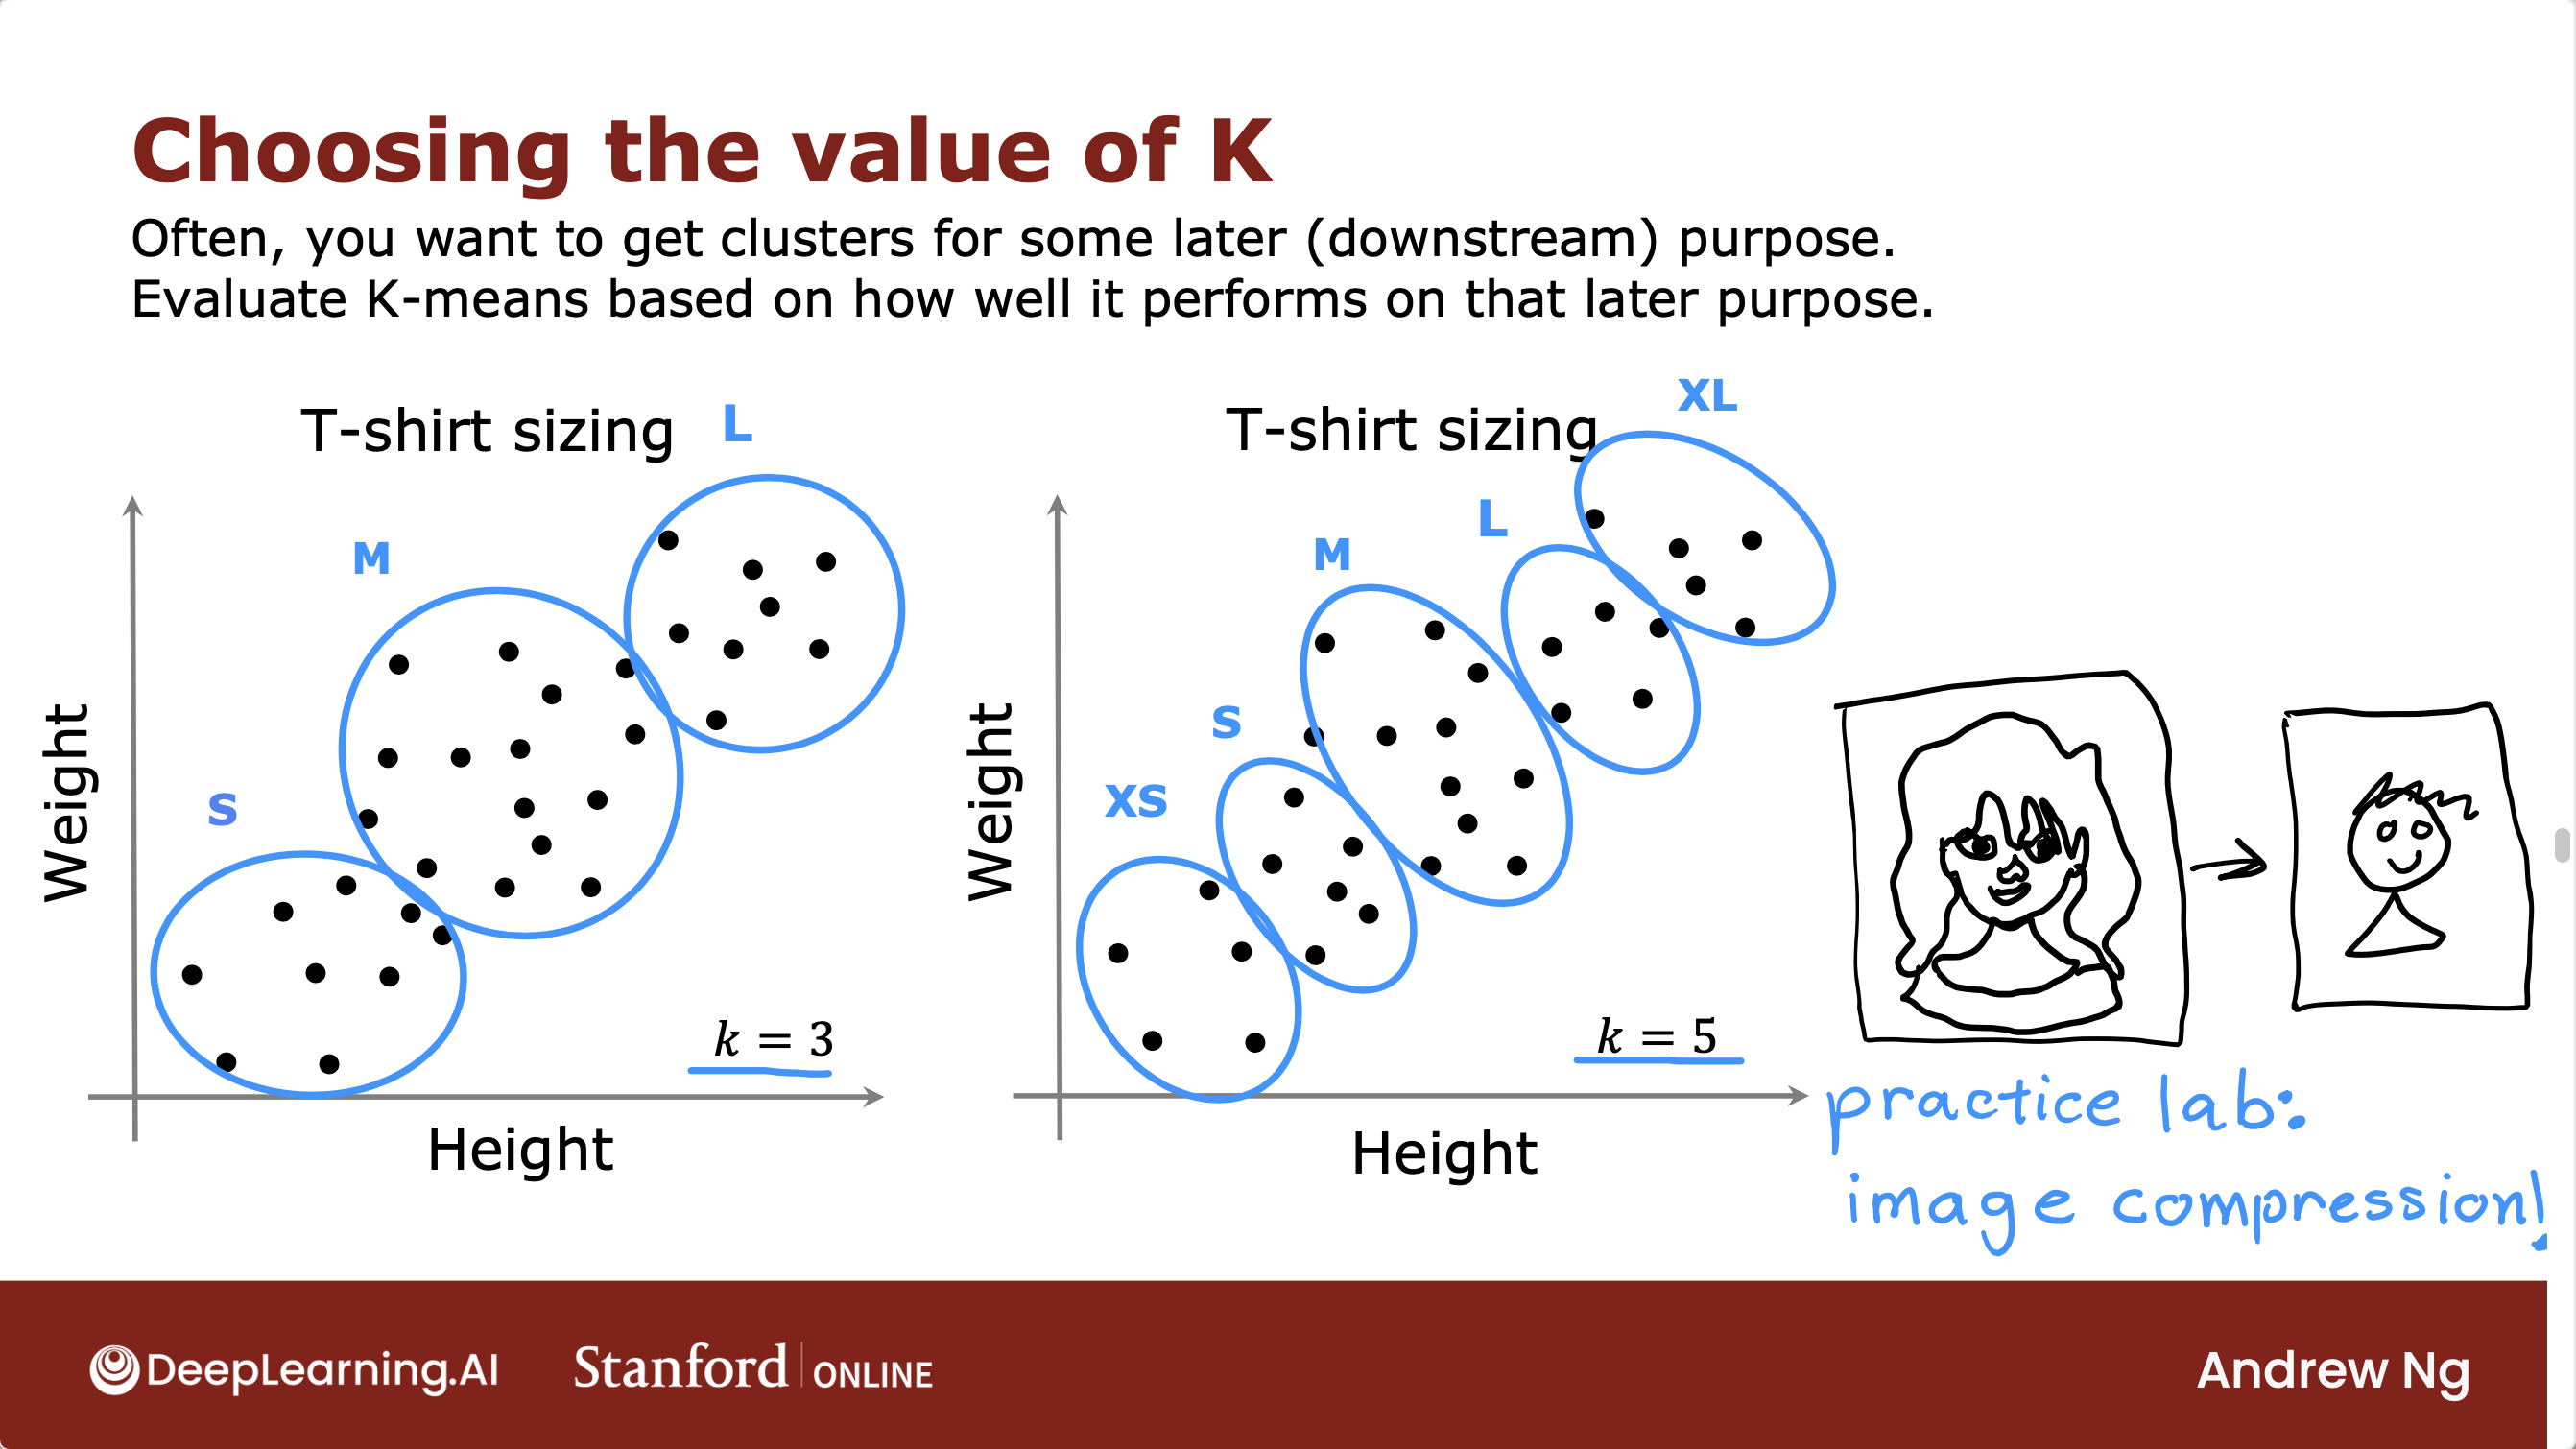 Choosing the value of K
Often, you want to get clusters for some later (downstream) purpose.
Evaluate K-means based on how well it performs on that later purpose.
T-shirt sizing
L
M
S
Weight
k = 3
Height
T-shirt sizing
XL
L
M
S
XS
Weight
k = 5
Height
practice lab:
image compression!
DeepLearning.AI
Stanford | ONLINE
Andrew Ng